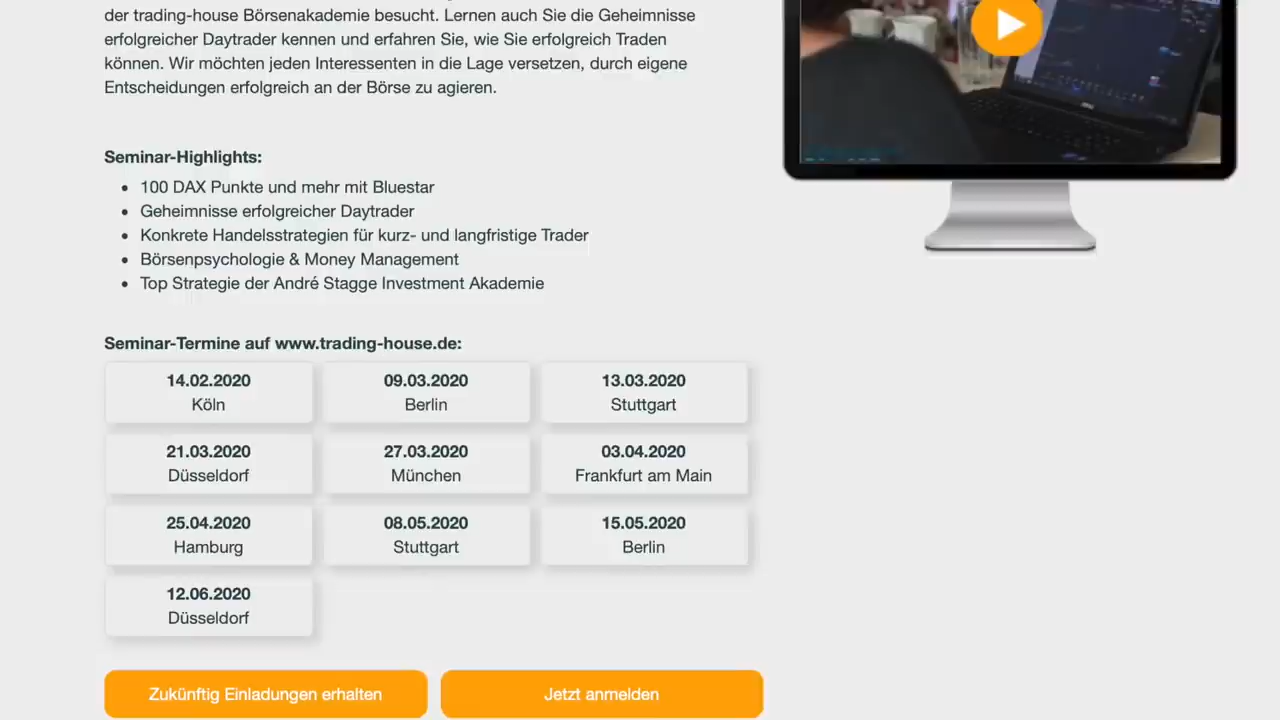 der trading-house Börsenakademie besucht. Lernen auch Sie die Geheimnisse
erfolgreicher Daytrader kennen und erfahren Sie, wie Sie erfolgreich Traden
können. Wir möchten jeden Interessenten in die Lage versetzen, durch eigene
Entscheidungen erfolgreich an der Börse zu agieren.
Seminar-Highlights:
• 100 DAX Punkte und mehr mit Bluestar
• Geheimnisse erfolgreicher Daytrader
• Konkrete Handelsstrategien für kurz- und langfristige Trader
• Börsenpsychologie & Money Management
• Top Strategie der André Stagge Investment Akademie
Seminar-Termine auf www.trading-house.de:
14.02.2020
Köln
09.03.2020
Berlin
13.03.2020
Stuttgart
21.03.2020
Düsseldorf
27.03.2020
München
03.04.2020
Frankfurt am Main
25.04.2020
Hamburg
08.05.2020
Stuttgart
15.05.2020
Berlin
12.06.2020
Düsseldorf
Zukünftig Einladungen erhalten
Jetzt anmelden